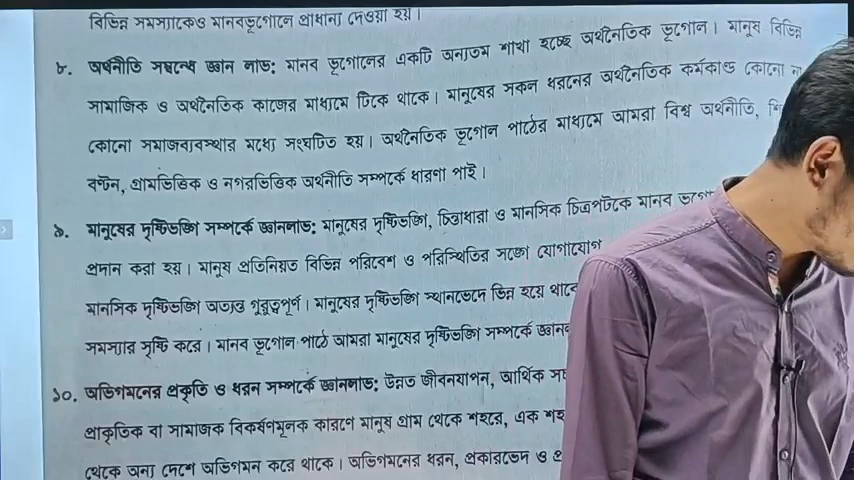 বিভিন্ন সমস্যাকেও মানবভূগোলে প্রাধান্য দেওয়া হয়।
৮. অর্থনীতি সম্বন্ধে জ্ঞান লাভ: মানব ভূগোলের একটি অন্যতম শাখা হচ্ছে অর্থনৈতিক ভূগোল। মানুষ বিভিন্ন
সামাজিক ও অর্থনৈতিক কাজের মাধ্যমে টিকে থাকে। মানুষের সকল ধরনের অর্থনৈতিক কর্মকাণ্ড কোনো না
কোনো সমাজব্যবস্থার মধ্যে সংঘটিত হয়। অর্থনৈতিক ভূগোল পাঠের মাধ্যমে আমরা বিশ্ব অর্থনীতি,
বণ্টন, গ্রামভিত্তিক ও নগরভিত্তিক অর্থনীতি সম্পর্কে ধারণা পাই।
৯. মানুষের দৃষ্টিভঙ্গি সম্পর্কে জ্ঞানলাভ: মানুষের দৃষ্টিভঙ্গি, চিন্তাধারা ও মানসিক চিত্রপটকে মানব
প্রদান করা হয়। মানুষ প্রতিনিয়ত বিভিন্ন পরিবেশ ও পরিস্থিতির সঙ্গে যোগাযোগ
মানসিক দৃষ্টিভঙ্গি অত্যন্ত গুরুত্বপূর্ণ। মানুষের দৃষ্টিভঙ্গি স্থানভেদে ভিন্ন হয়ে থাকে
সমস্যার সৃষ্টি করে। মানব ভূগোল পাঠে আমরা মানুষের দৃষ্টিভঙ্গি সম্পর্কে
১০. অভিগমনের প্রকৃতি ও ধরন সম্পর্কে জ্ঞানলাভ: উন্নত জীবনযাপন, আর্থিক
প্রাকৃতিক বা সামাজিক বিকর্ষণমূলক কারণে মানুষ গ্রাম থেকে শহরে, এক
থেকে অন্য দেশে অভিগমন করে থাকে। অভিগমনের ধরন, প্রকারভেদ ও